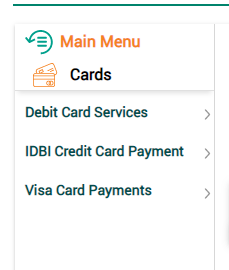 Main Menu
Cards
Debit Card Services
IDBI Credit Card Payment
Visa Card Payments